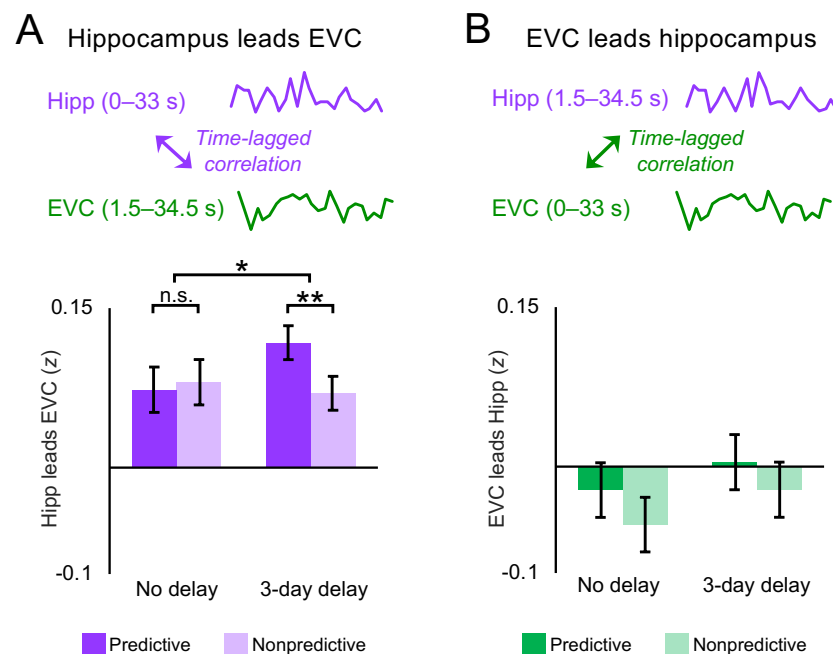 A
Hippocampus leads EVC
Hipp (0–33 s)
Time-lagged
correlation
EVC (1.5–34.5 s)
*
n.s.
**
0.15
Hipp leads EVC (z)
-0.1
No delay
3-day delay
Predictive
Nonpredictive
B
EVC leads hippocampus
Hipp (1.5–34.5 s)
Time-lagged
correlation
EVC (0–33 s)
0.15
EVC leads Hipp (z)
-0.1
No delay
3-day delay
Predictive
Nonpredictive